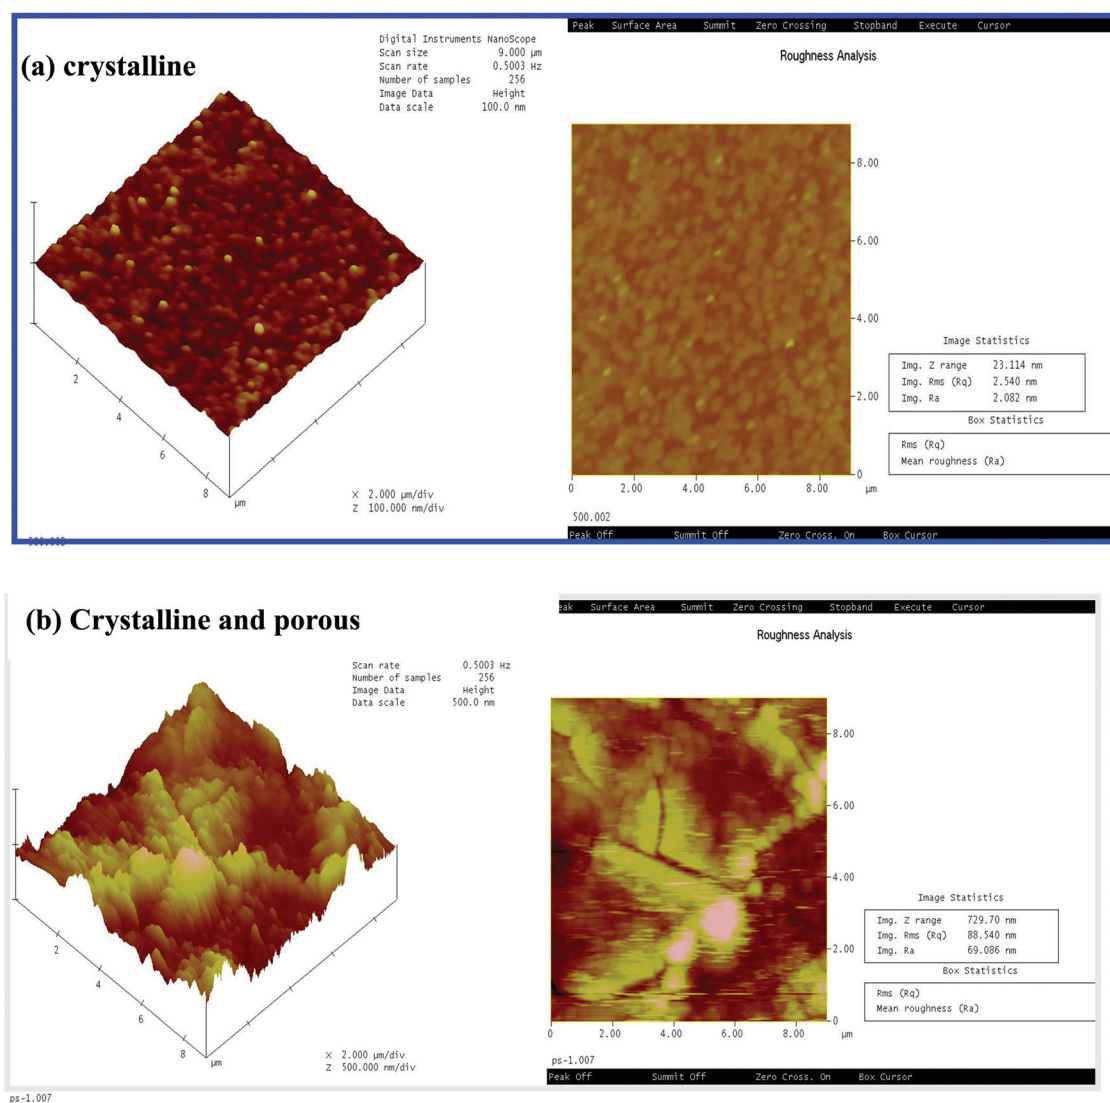 (a) crystalline
Digital Instruments NanoScope
Scan size 9.000 µm
Scan rate 0.5003 Hz
Number of samples 256
Image Data Height
Data scale 100.0 nm
2
4
6
8
µm
X 2.000 µm/div
Z 100.000 nm/div
500.002
Peak Surface Area Summit Zero Crossing Stopband Execute Cursor
Roughness Analysis
8.00
6.00
4.00
2.00
0
0 2.00 4.00 6.00 8.00 µm
Image Statistics
Img. Z range 23.114 nm
Img. Rms (Rq) 2.540 nm
Img. Ra 2.082 nm
Box Statistics
Rms (Rq)
Mean roughness (Ra)
500.002
Peak Off Summit Off Zero Cross. On Box Cursor
(b) Crystalline and porous
Scan rate 0.5003 Hz
Number of samples 256
Image Data Height
Data scale 500.0 nm
2
4
6
8
µm
X 2.000 µm/div
Z 500.000 nm/div
ps-1.007
eak Surface Area Summit Zero Crossing Stopband Execute Cursor
Roughness Analysis
8.00
6.00
4.00
2.00
0
0 2.00 4.00 6.00 8.00 µm
Image Statistics
Img. Z range 729.70 nm
Img. Rms (Rq) 88.540 nm
Img. Ra 69.086 nm
Box Statistics
Rms (Rq)
Mean roughness (Ra)
ps-1.007
Peak Off Summit Off Zero Cross. On Box Cursor